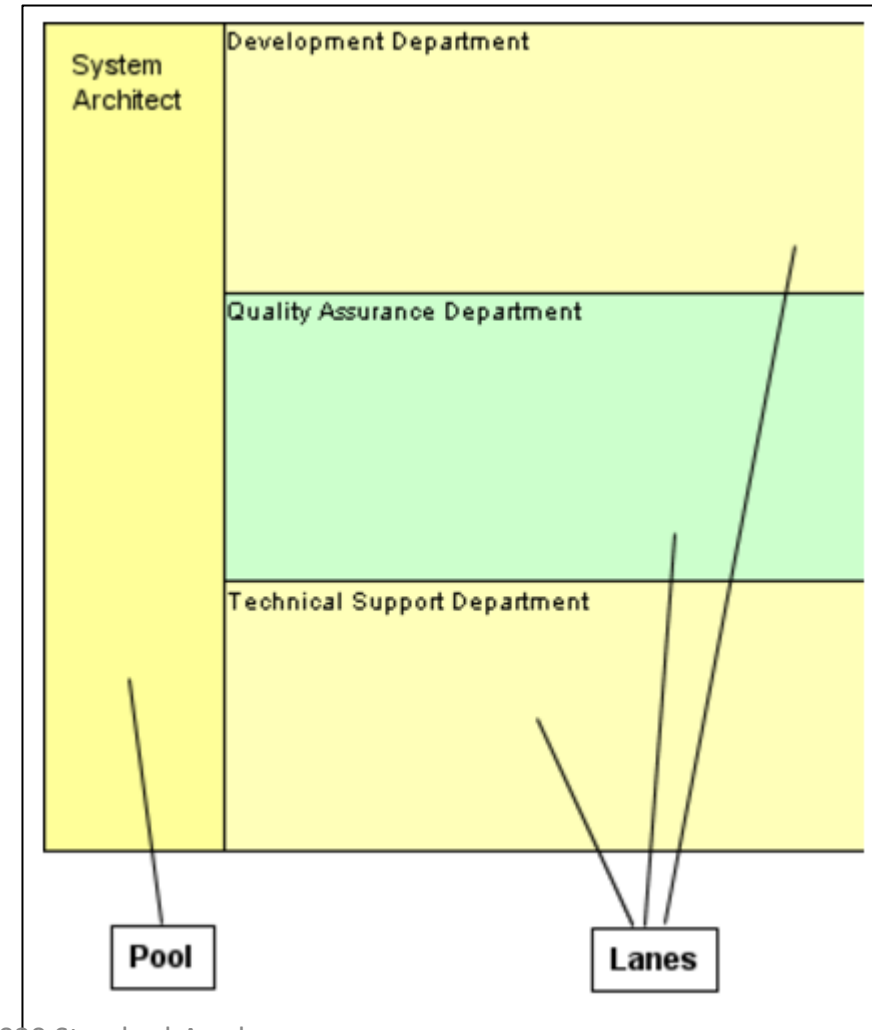 System
Architect
Development Department
Quality Assurance Department
Technical Support Department
Pool
Lanes